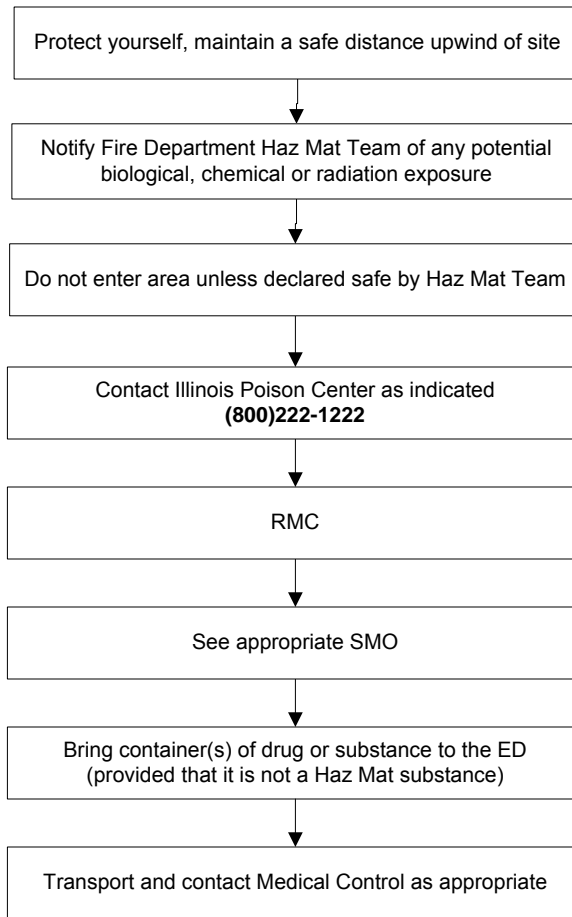 Protect yourself, maintain a safe distance upwind of site
Notify Fire Department Haz Mat Team of any potential
biological, chemical or radiation exposure
Do not enter area unless declared safe by Haz Mat Team
Contact Illinois Poison Center as indicated
(800)222-1222
RMC
See appropriate SMO
Bring container(s) of drug or substance to the ED
(provided that it is not a Haz Mat substance)
Transport and contact Medical Control as appropriate